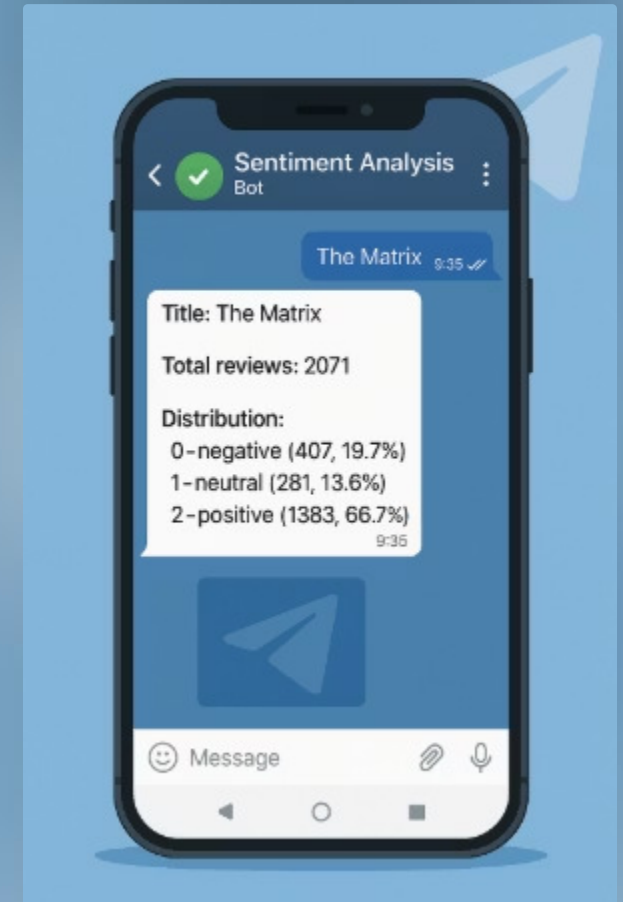 Sentiment Analysis
Bot
The Matrix 9:35
Title: The Matrix
Total reviews: 2071
Distribution:
0-negative (407, 19.7%)
1-neutral (281, 13.6%)
2-positive (1383, 66.7%)
9:35
Message